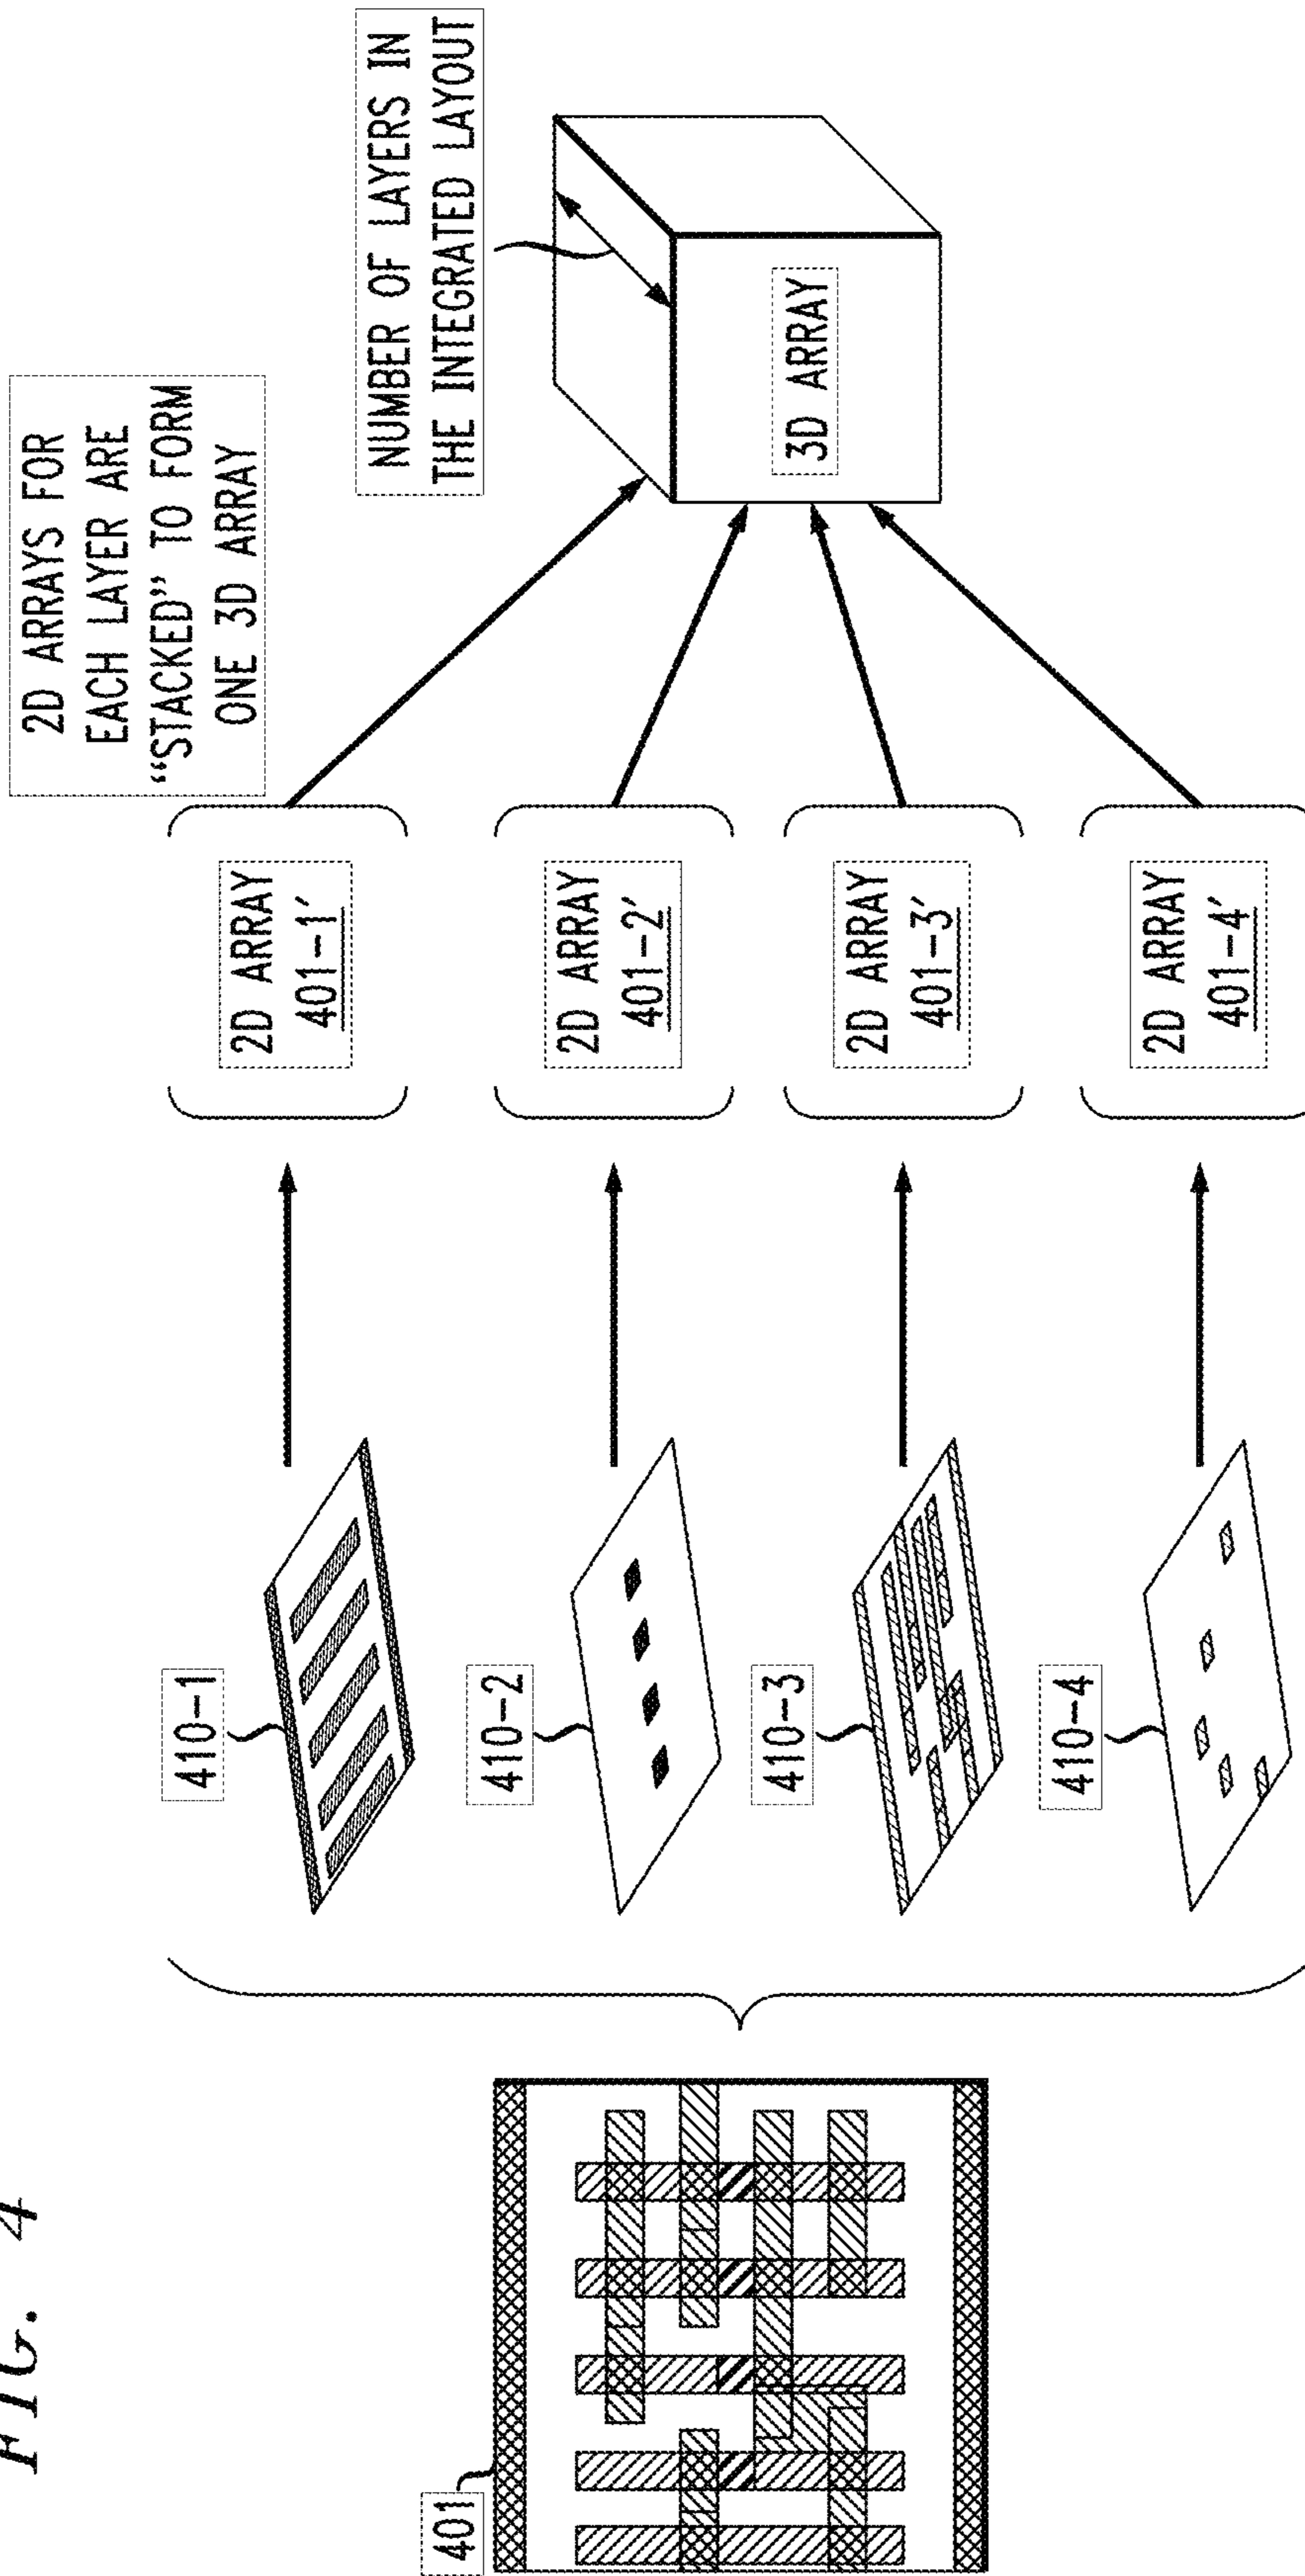 FIG. 4
401
410-1
410-2
410-3
410-4
2D ARRAY
401-1′
2D ARRAY
401-2′
2D ARRAY
401-3′
2D ARRAY
401-4′
2D ARRAYS FOR
EACH LAYER ARE
“STACKED” TO FORM
ONE 3D ARRAY
NUMBER OF LAYERS IN
THE INTEGRATED LAYOUT
3D ARRAY